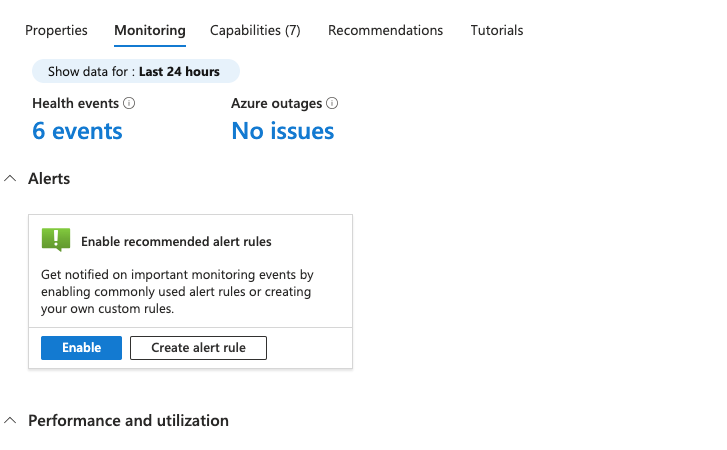 Properties Monitoring Capabilities (7) Recommendations Tutorials
Show data for : Last 24 hours
Health events Azure outages
6 events No issues
Alerts
Enable recommended alert rules
Get notified on important monitoring events by
enabling commonly used alert rules or creating
your own custom rules.
Enable Create alert rule
Performance and utilization